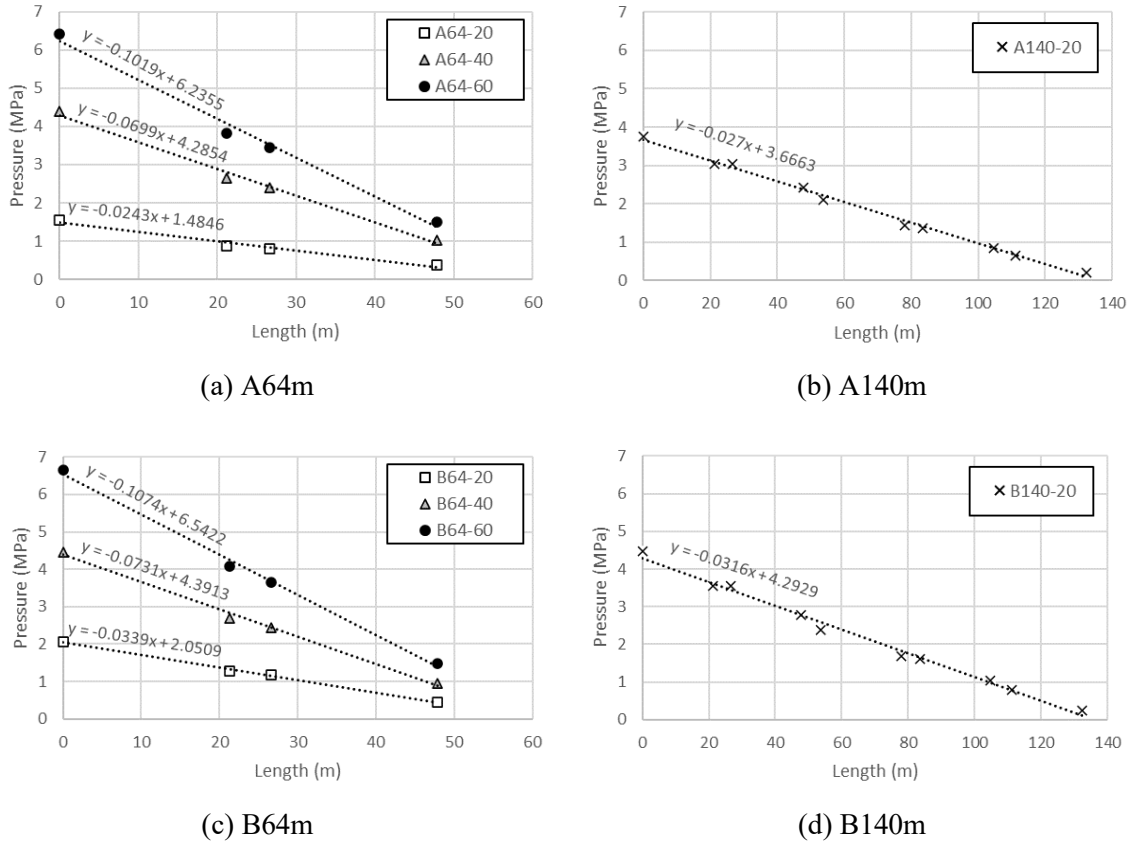 7
6
5
4
3
2
1
0
Pressure (MPa)
y = -0.1019x+6.2355
y = -0.0699x+4.2854
y = -0.0243x+1.4846
A64-20
A64-40
A64-60
0 10 20 30 40 50 60
Length (m)
(a) A64m
7
6
5
4
3
2
1
0
Pressure (MPa)
y = -0.027x+3.6663
A140-20
0 20 40 60 80 100 120 140
Length (m)
(b) A140m
7
6
5
4
3
2
1
0
Pressure (MPa)
y = -0.1074x+6.5422
y = -0.0731x+4.3913
y = -0.0339x+2.0509
B64-20
B64-40
B64-60
0 10 20 30 40 50 60
Length (m)
(c) B64m
7
6
5
4
3
2
1
0
Pressure (MPa)
y = -0.0316x+4.2929
B140-20
0 20 40 60 80 100 120 140
Length (m)
(d) B140m